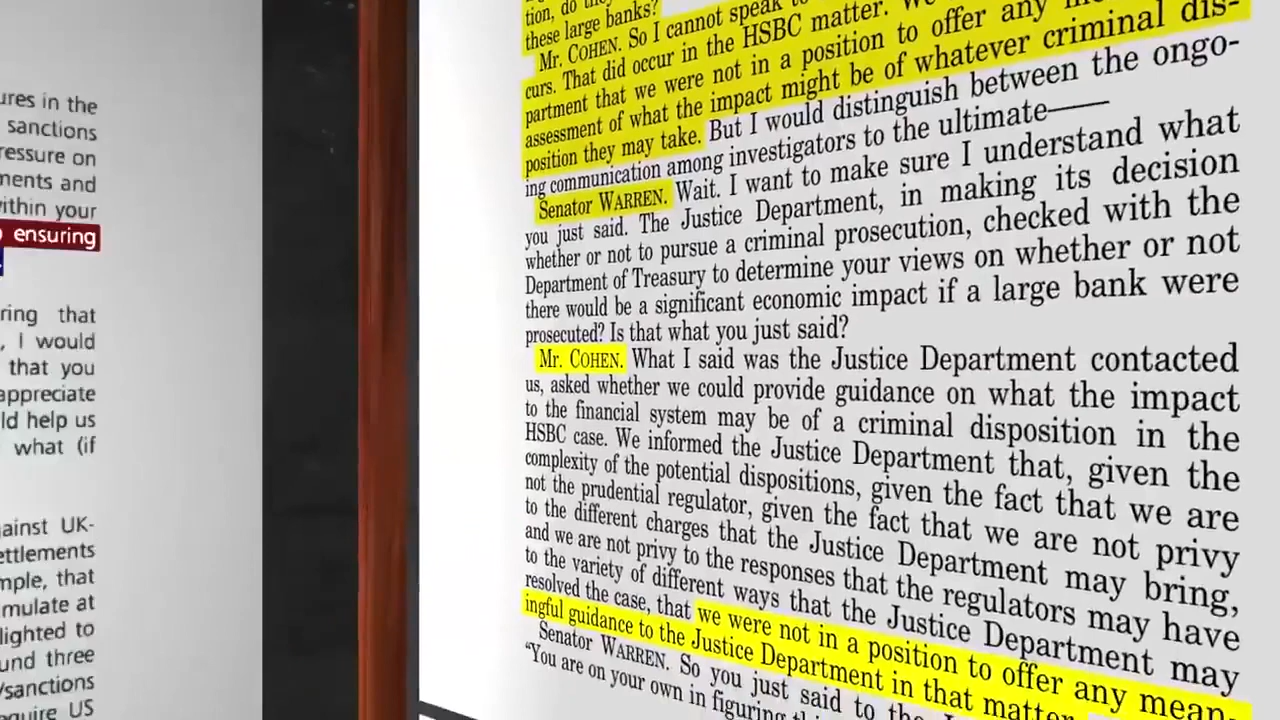 ures in the
sanctions
ressure on
ments and
within your
ensuring
ring that
, I would
that you
appreciate
ld help us
what (if
gainst UK-
ettlements
mple, that
mulate at
lighted to
und three
/sanctions
quire US
tion, do they
these large banks?
Mr. COHEN. So I cannot speak to
curs. That did occur in the HSBC matter. We
partment that we were not in a position to offer any
assessment of what the impact might be of whatever criminal dis-
position they may take. But I would distinguish between the ongo-
ing communication among investigators to the ultimate——
Senator WARREN. Wait. I want to make sure I understand what
you just said. The Justice Department, in making its decision
whether or not to pursue a criminal prosecution, checked with the
Department of Treasury to determine your views on whether or not
there would be a significant economic impact if a large bank were
prosecuted? Is that what you just said?
Mr. COHEN. What I said was the Justice Department contacted
us, asked whether we could provide guidance on what the impact
to the financial system may be of a criminal disposition in the
HSBC case. We informed the Justice Department that, given the
complexity of the potential dispositions, given the fact that we are
not the prudential regulator, given the fact that we are not privy
to the different charges that the Justice Department may bring,
and we are not privy to the responses that the regulators may have
to the variety of different ways that the Justice Department may
resolved the case, that we were not in a position to offer any mean-
ingful guidance to the Justice Department in that matter.
Senator WARREN. So you just said to the
"You are on your own in figuring